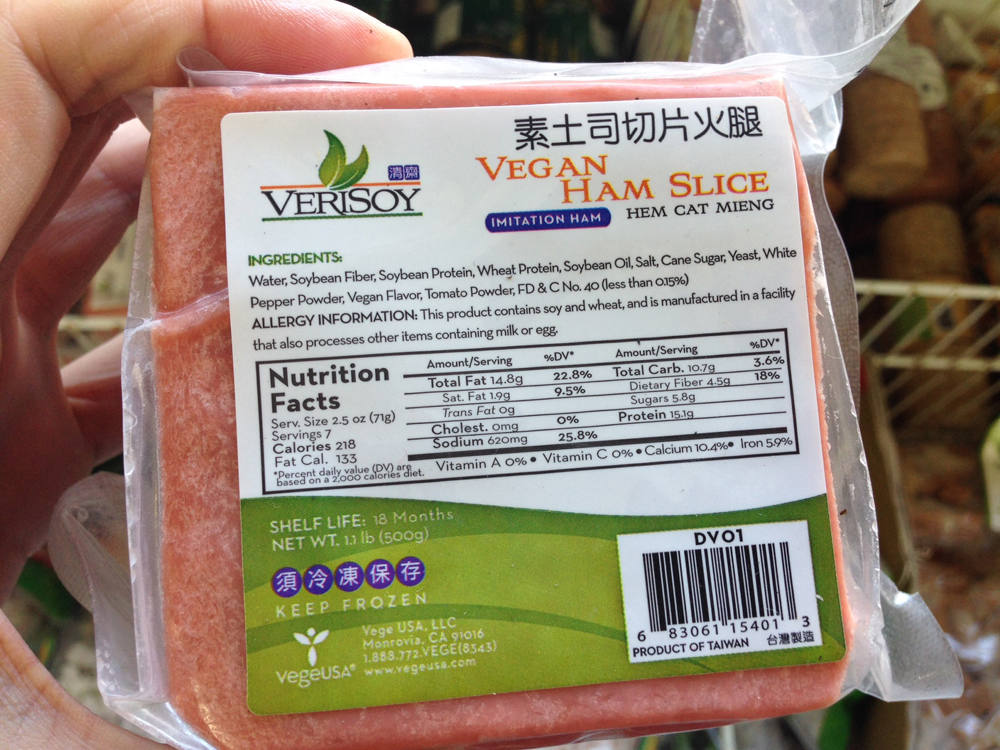 素土司切片火腿
清齋
VERISOY
VEGAN
HAM SLICE
IMITATION HAM
HEM CAT MIENG
INGREDIENTS:
Water, Soybean Fiber, Soybean Protein, Wheat Protein, Soybean Oil, Salt, Cane Sugar, Yeast, White
Pepper Powder, Vegan Flavor, Tomato Powder, FD & C No. 40 (less than 0.15%)
ALLERGY INFORMATION: This product contains soy and wheat, and is manufactured in a facility
that also processes other items containing milk or egg.
Nutrition
Facts
Serv. Size 2.5 oz (71g)
Servings 7
Calories 218
Fat Cal. 133
*Percent daily value (DV) are
based on a 2,000 calories diet.
Amount/Serving %DV*
Total Fat 14.8g 22.8%
Sat. Fat 1.9g 9.5%
Trans Fat 0g
Cholest. 0mg 0%
Sodium 620mg 25.8%
Amount/Serving %DV*
Total Carb. 10.7g 3.6%
Dietary Fiber 4.5g 18%
Sugars 5.8g
Protein 15.1g
Vitamin A 0% • Vitamin C 0% • Calcium 10.4% • Iron 5.9%
SHELF LIFE: 18 Months
NET WT. 1.1 lb (500g)
須冷凍保存
KEEP FROZEN
VegeUSA®
Vege USA, LLC
Monrovia, CA 91016
1.888.772.VEGE(8343)
www.vegeusa.com
DV01
6 83061 15401 3
PRODUCT OF TAIWAN 台灣製造